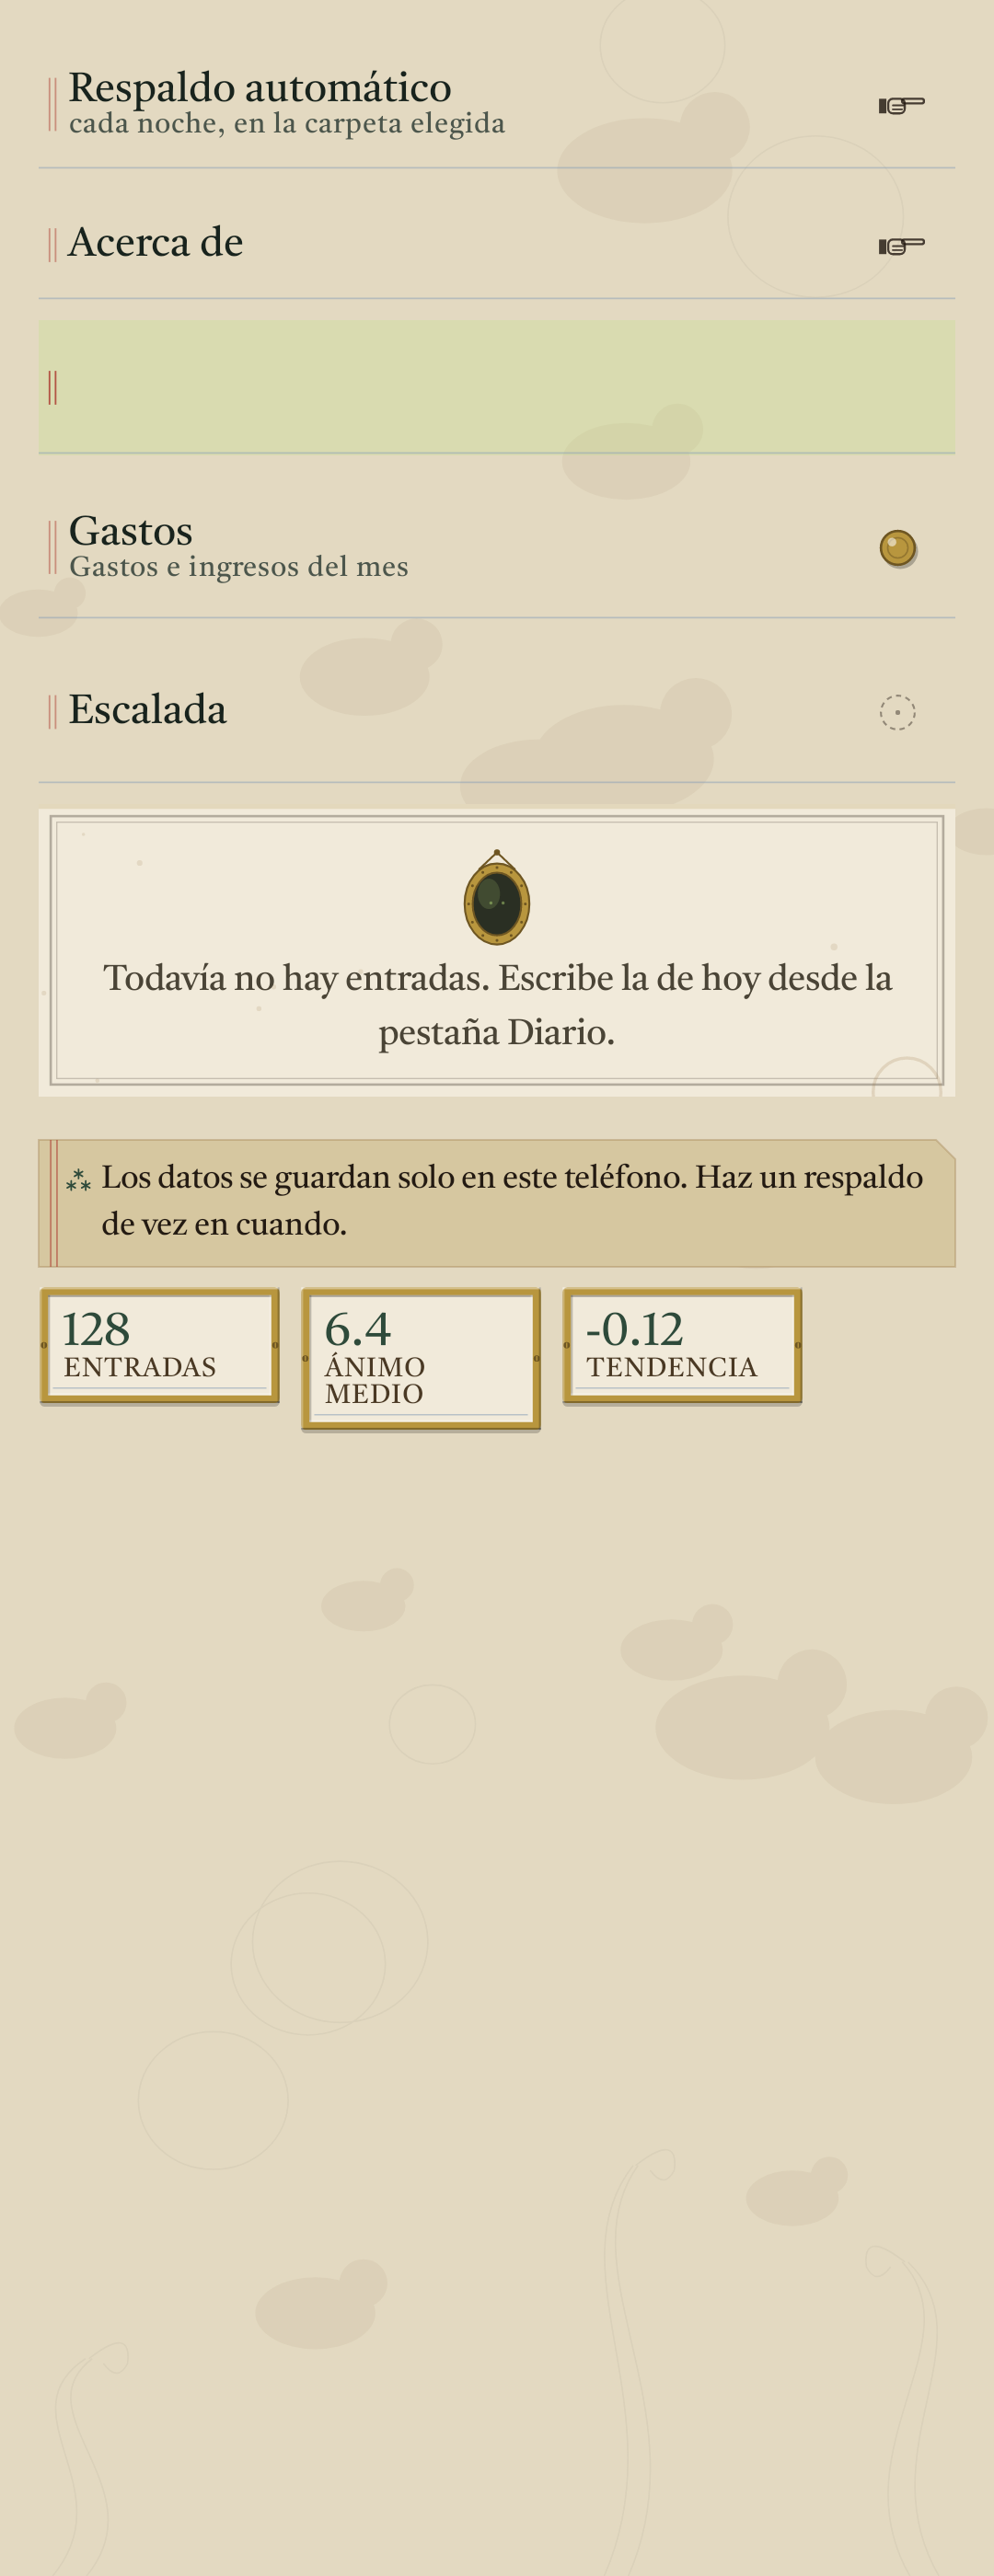 Respaldo automático
cada noche, en la carpeta elegida
Acerca de
Gastos
Gastos e ingresos del mes
Escalada
Todavía no hay entradas. Escribe la de hoy desde la
pestaña Diario.
⁂ Los datos se guardan solo en este teléfono. Haz un respaldo
de vez en cuando.
128
ENTRADAS
6.4
ÁNIMO
MEDIO
-0.12
TENDENCIA